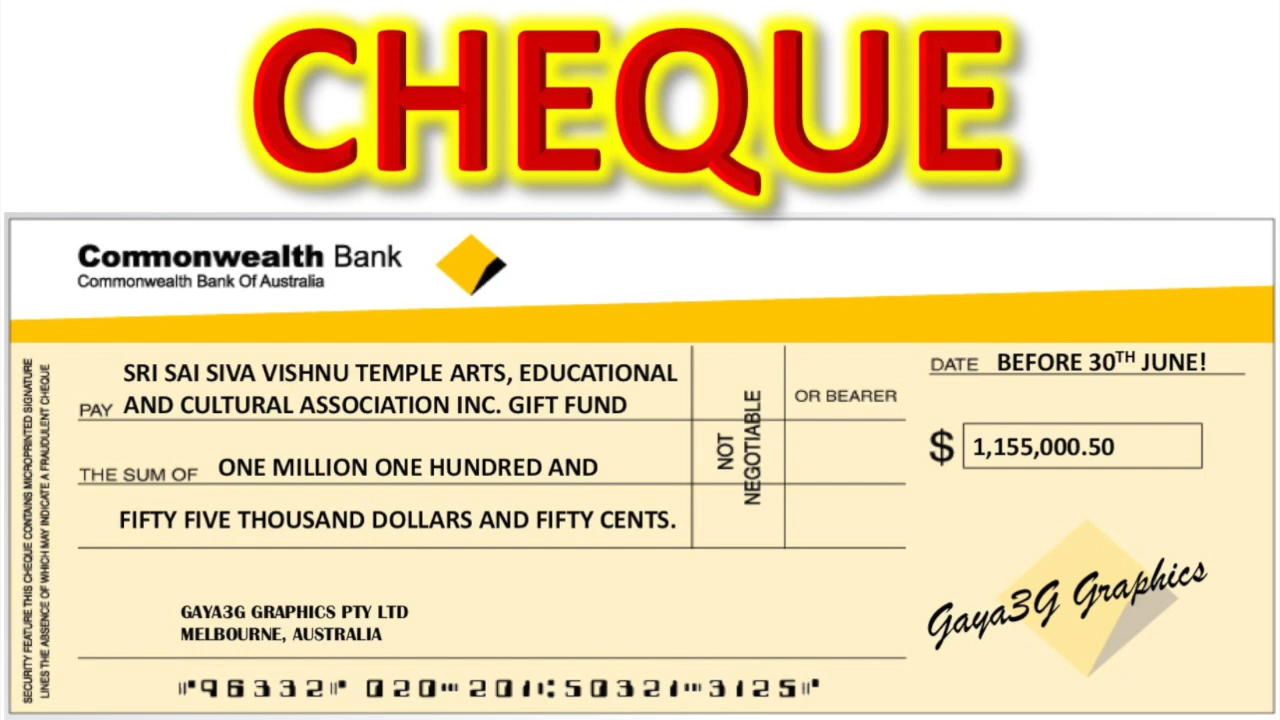 CHEQUE
Commonwealth Bank
Commonwealth Bank Of Australia
SECURITY FEATURE THIS CHEQUE CONTAINS MICROPRINTED SIGNATURE
LINES THE ABSENCE OF WHICH MAY INDICATE A FRAUDULENT CHEQUE
SRI SAI SIVA VISHNU TEMPLE ARTS, EDUCATIONAL
PAY AND CULTURAL ASSOCIATION INC. GIFT FUND
THE SUM OF ONE MILLION ONE HUNDRED AND
FIFTY FIVE THOUSAND DOLLARS AND FIFTY CENTS.
NOT
NEGOTIABLE
OR BEARER
DATE BEFORE 30TH JUNE!
$ 1,155,000.50
GAYA3G GRAPHICS PTY LTD
MELBOURNE, AUSTRALIA
Gaya3G Graphics
⑈96332⑈ 020⑉201⑆50321⑉3125⑈